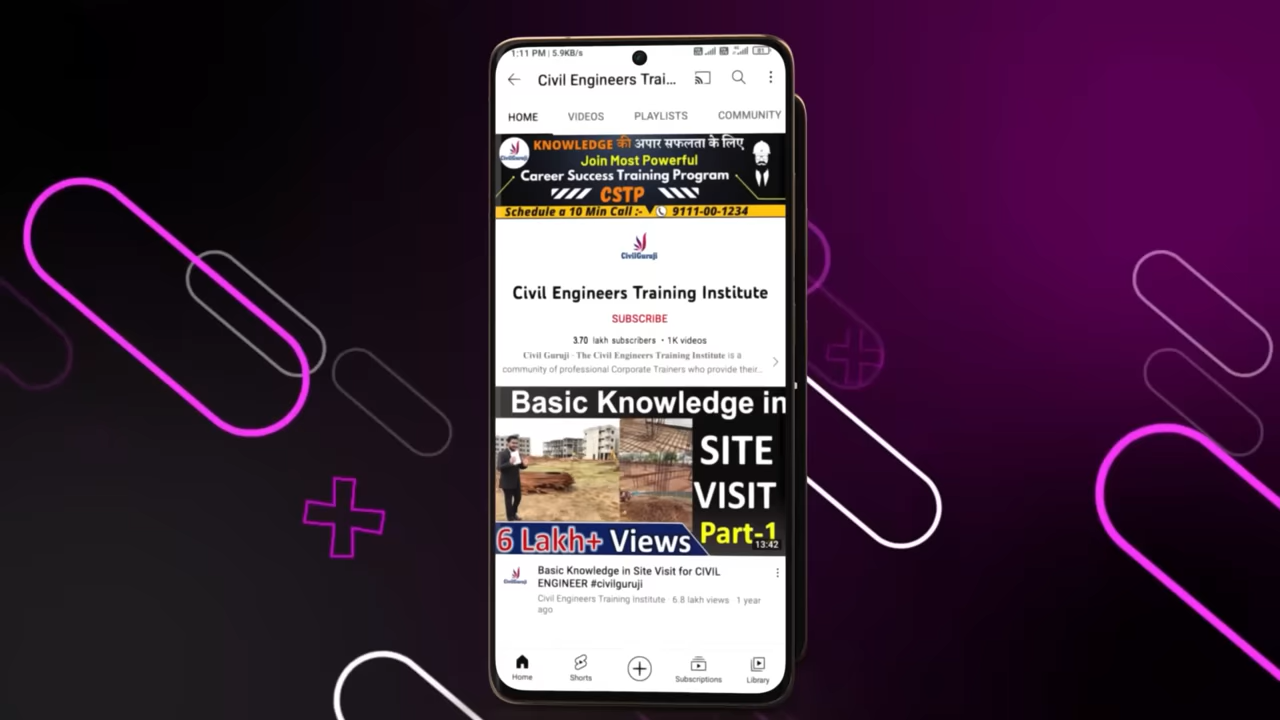 1:11 PM | 5.9KB/s
Civil Engineers Trai...
HOME VIDEOS PLAYLISTS COMMUNITY
CivilGuruji
KNOWLEDGE की अपार सफलता के लिए
Join Most Powerful
Career Success Training Program
CSTP
Schedule a 10 Min Call :- 9111-00-1234
CivilGuruji
Civil Engineers Training Institute
SUBSCRIBE
3.70 lakh subscribers • 1K videos
Civil Guruji - The Civil Engineers Training Institute is a
community of professional Corporate Trainers who provide their...
Basic Knowledge in
SITE
VISIT
Part-1
6 Lakh+ Views
13:42
CivilGuruji
Basic Knowledge in Site Visit for CIVIL
ENGINEER #civilguruji
Civil Engineers Training Institute · 6.8 lakh views · 1 year
ago
Home Shorts Subscriptions Library